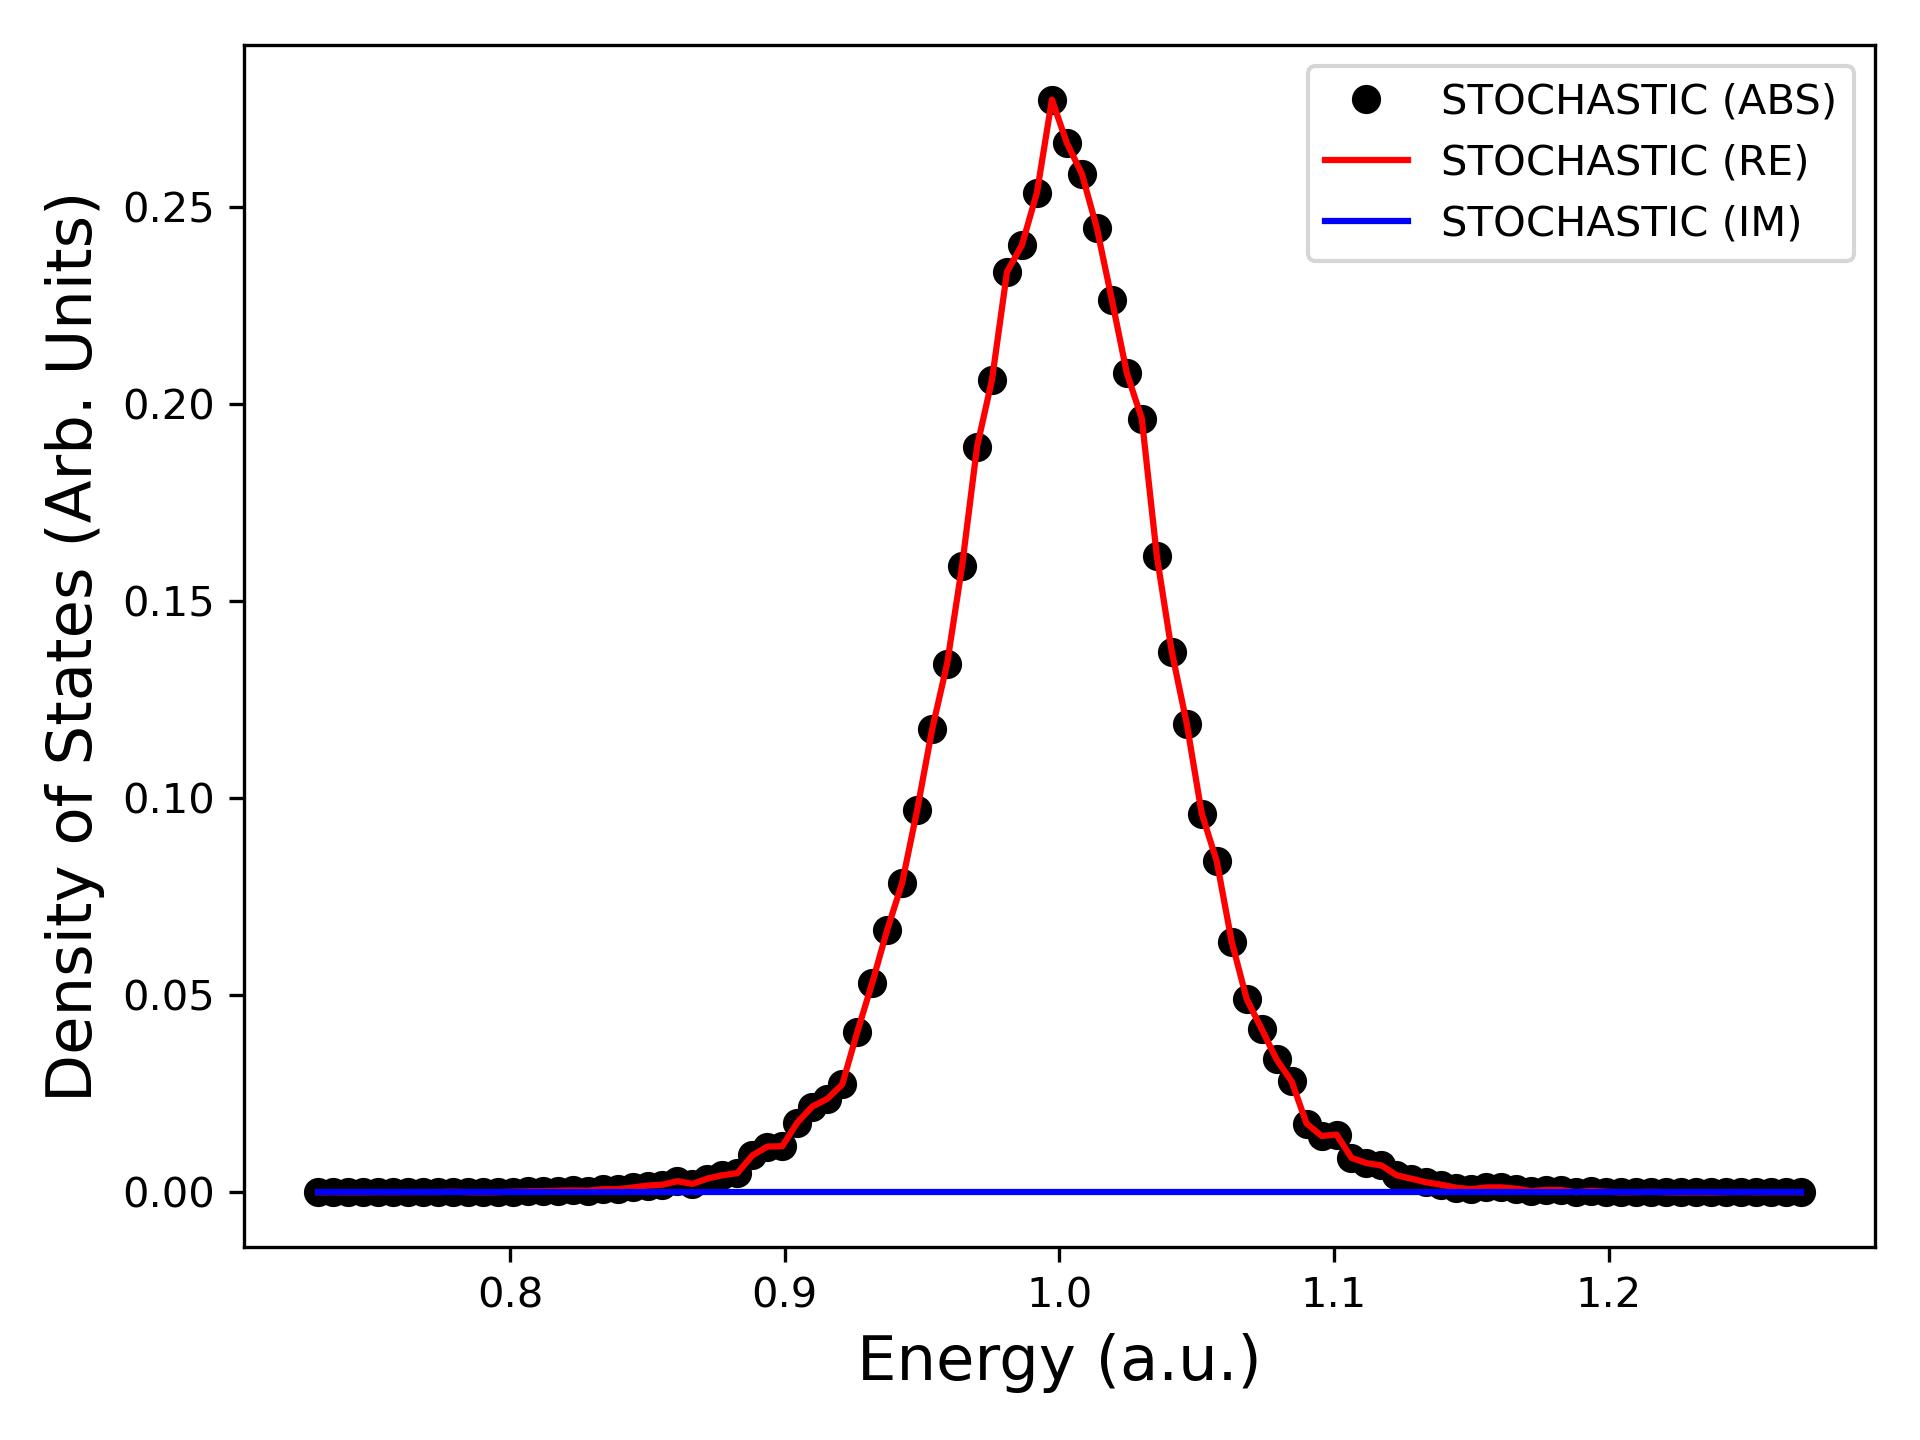 STOCHASTIC (ABS)
STOCHASTIC (RE)
STOCHASTIC (IM)
Density of States (Arb. Units)
0.25
0.20
0.15
0.10
0.05
0.00
0.8 0.9 1.0 1.1 1.2
Energy (a.u.)